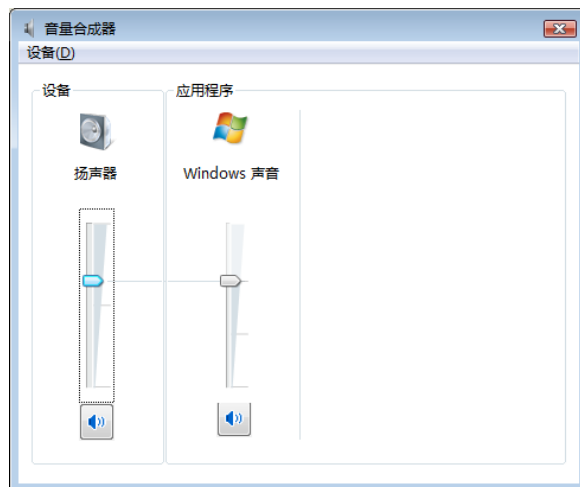 音量合成器
设备(D)
设备
应用程序
扬声器
Windows 声音